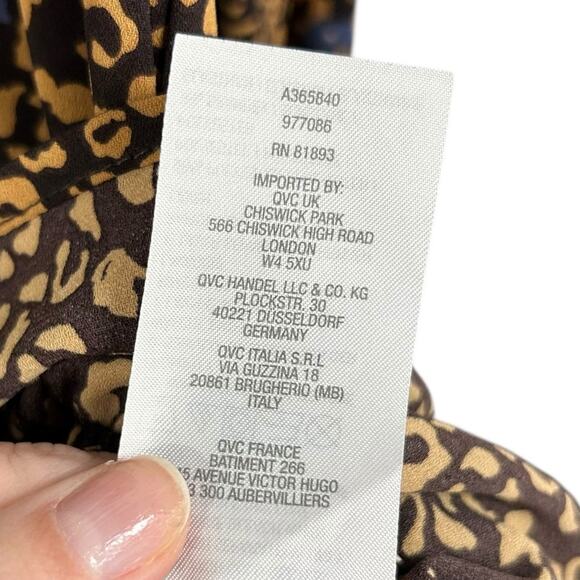 A365840
977086
RN 81893
IMPORTED BY:
QVC UK
CHISWICK PARK
566 CHISWICK HIGH ROAD
LONDON
W4 5XU
QVC HANDEL LLC & CO. KG
PLOCKSTR. 30
40221 DÜSSELDORF
GERMANY
QVC ITALIA S.R.L
VIA GUZZINA 18
20861 BRUGHERIO (MB)
ITALY
QVC FRANCE
BATIMENT 266
AVENUE VICTOR HUGO
300 AUBERVILLIERS